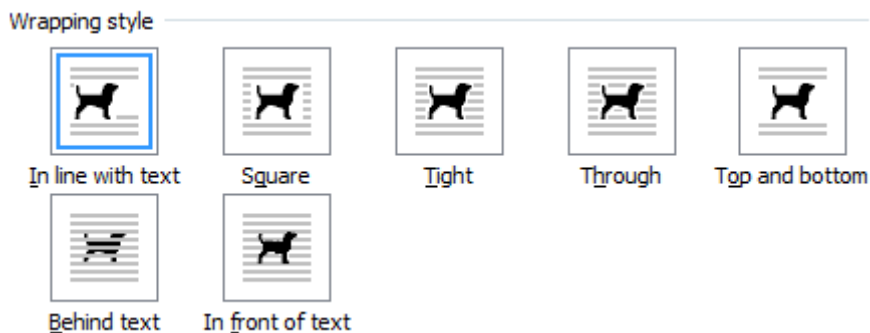 Wrapping style
In line with text
Square
Tight
Through
Top and bottom
Behind text
In front of text